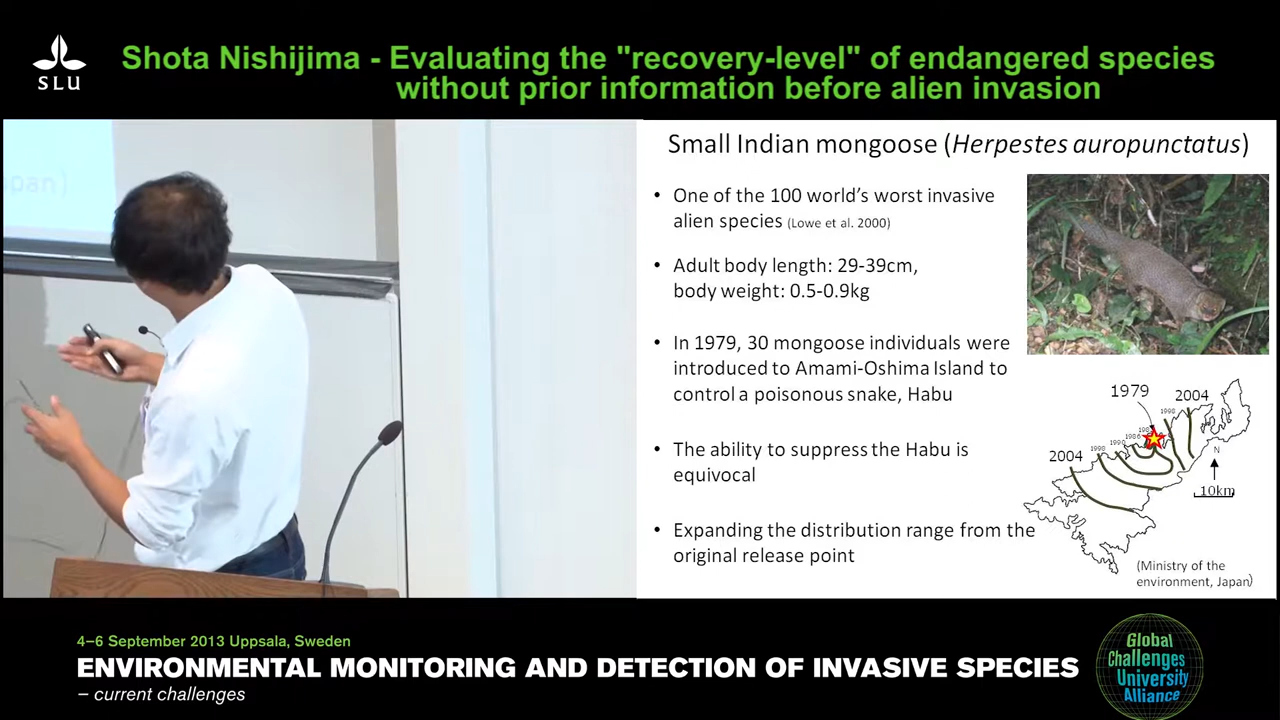 SLU
Shota Nishijima - Evaluating the "recovery-level" of endangered species
without prior information before alien invasion
pan)
Small Indian mongoose (Herpestes auropunctatus)
• One of the 100 world's worst invasive
alien species (Lowe et al. 2000)
• Adult body length: 29-39cm,
body weight: 0.5-0.9kg
• In 1979, 30 mongoose individuals were
introduced to Amami-Oshima Island to
control a poisonous snake, Habu
• The ability to suppress the Habu is
equivocal
• Expanding the distribution range from the
original release point
1979
2004
1998
1986
1990
1998
2004
N
10km
(Ministry of the
environment, Japan)
4–6 September 2013 Uppsala, Sweden
ENVIRONMENTAL MONITORING AND DETECTION OF INVASIVE SPECIES
– current challenges
Global
Challenges
University
Alliance